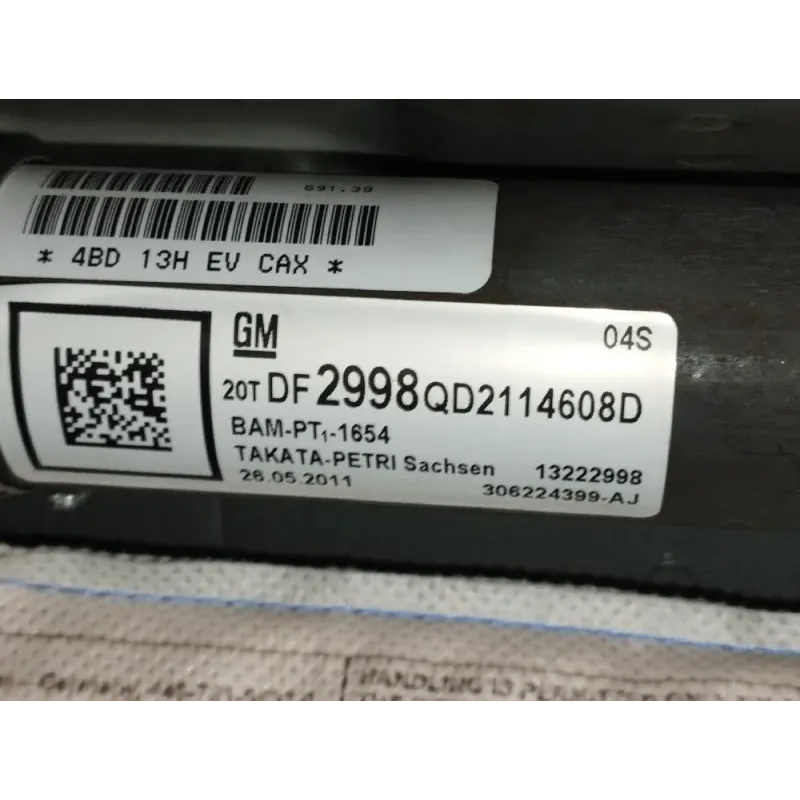 691.39
* 4BD 13H EV CAX *
GM
04S
20T DF 2998 QD2114608D
BAM-PT1-1654
TAKATA-PETRI Sachsen 13222998
26.05.2011 306224399-AJ
HANDLING